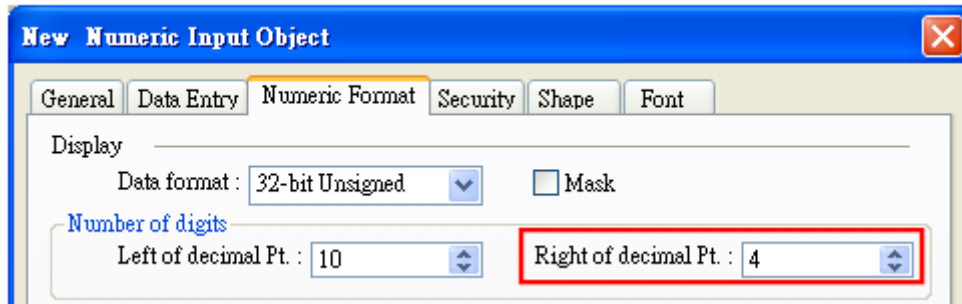 New Numeric Input Object
General Data Entry Numeric Format Security Shape Font
Display
Data format : 32-bit Unsigned Mask
Number of digits
Left of decimal Pt. : 10 Right of decimal Pt. : 4